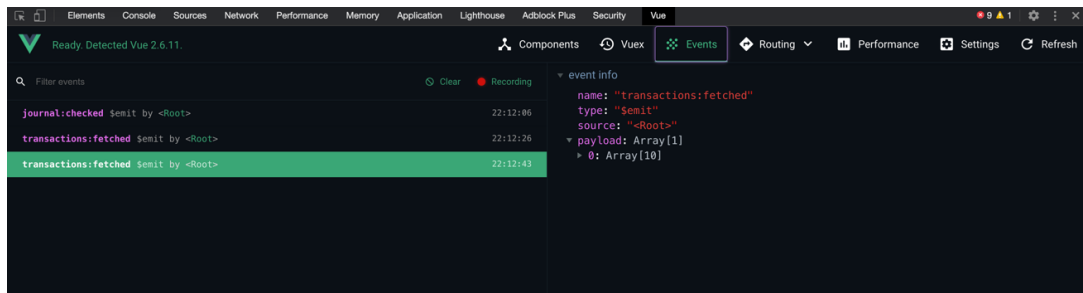 Elements Console Sources Network Performance Memory Application Lighthouse Adblock Plus Security Vue 9 1
Ready. Detected Vue 2.6.11. Components Vuex Events Routing Performance Settings Refresh
Filter events Clear Recording
journal:checked $emit by <Root> 22:12:06
transactions:fetched $emit by <Root> 22:12:26
transactions:fetched $emit by <Root> 22:12:43
event info
name: "transactions:fetched"
type: "$emit"
source: "<Root>"
payload: Array[1]
0: Array[10]